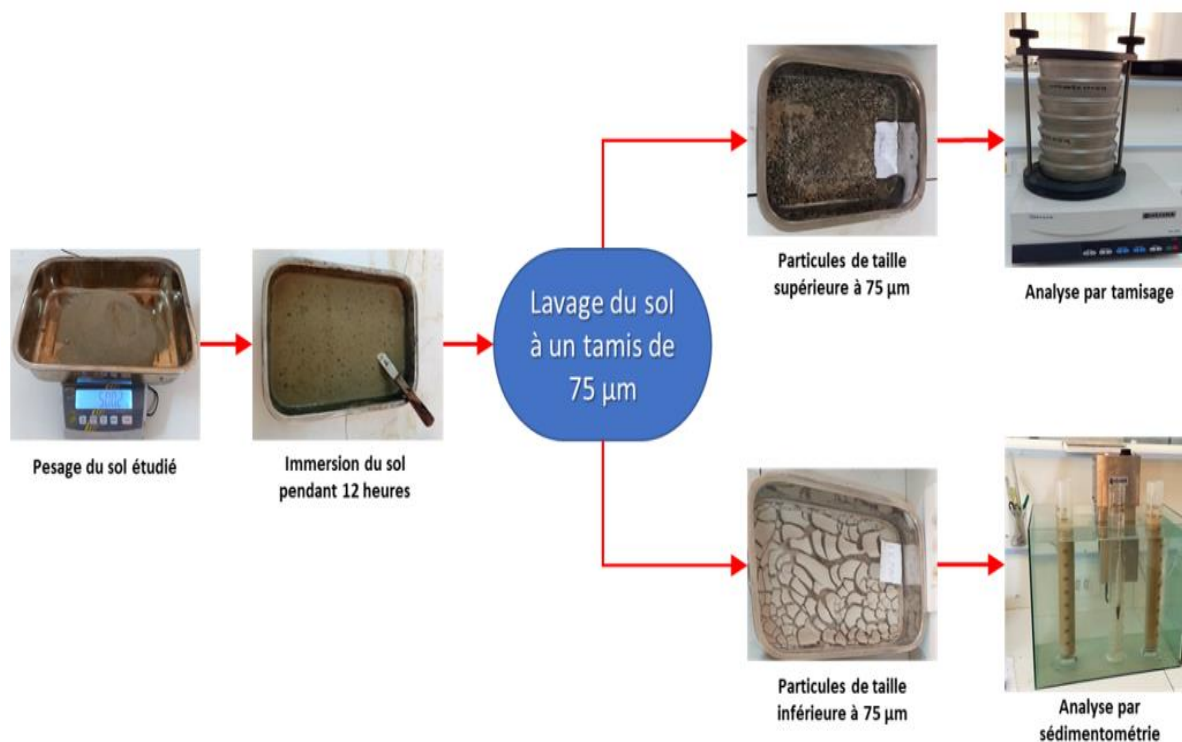 Pesage du sol étudié
Immersion du sol
pendant 12 heures
Lavage du sol
à un tamis de
75 µm
Particules de taille
supérieure à 75 µm
Analyse par tamisage
Particules de taille
inférieure à 75 µm
Analyse par
sédimentométrie